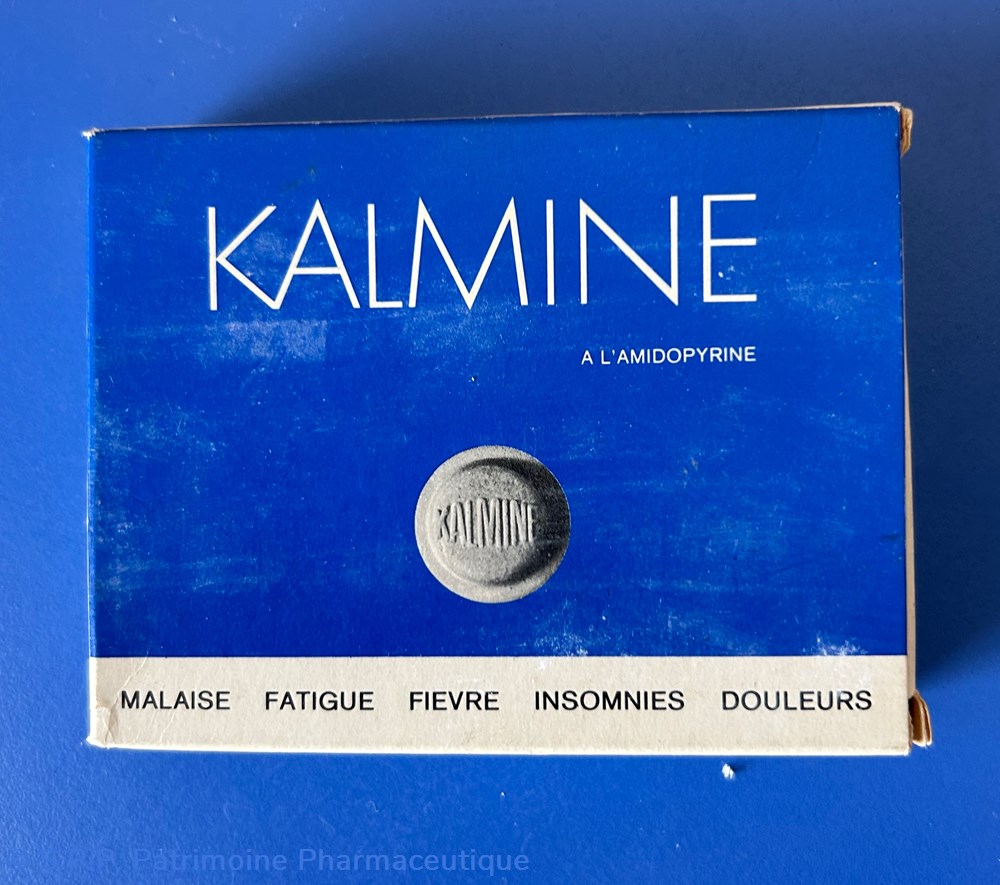 KALMINE
A L'AMIDOPYRINE
KALMINE
MALAISE FATIGUE FIEVRE INSOMNIES DOULEURS
Patrimoine Pharmaceutique